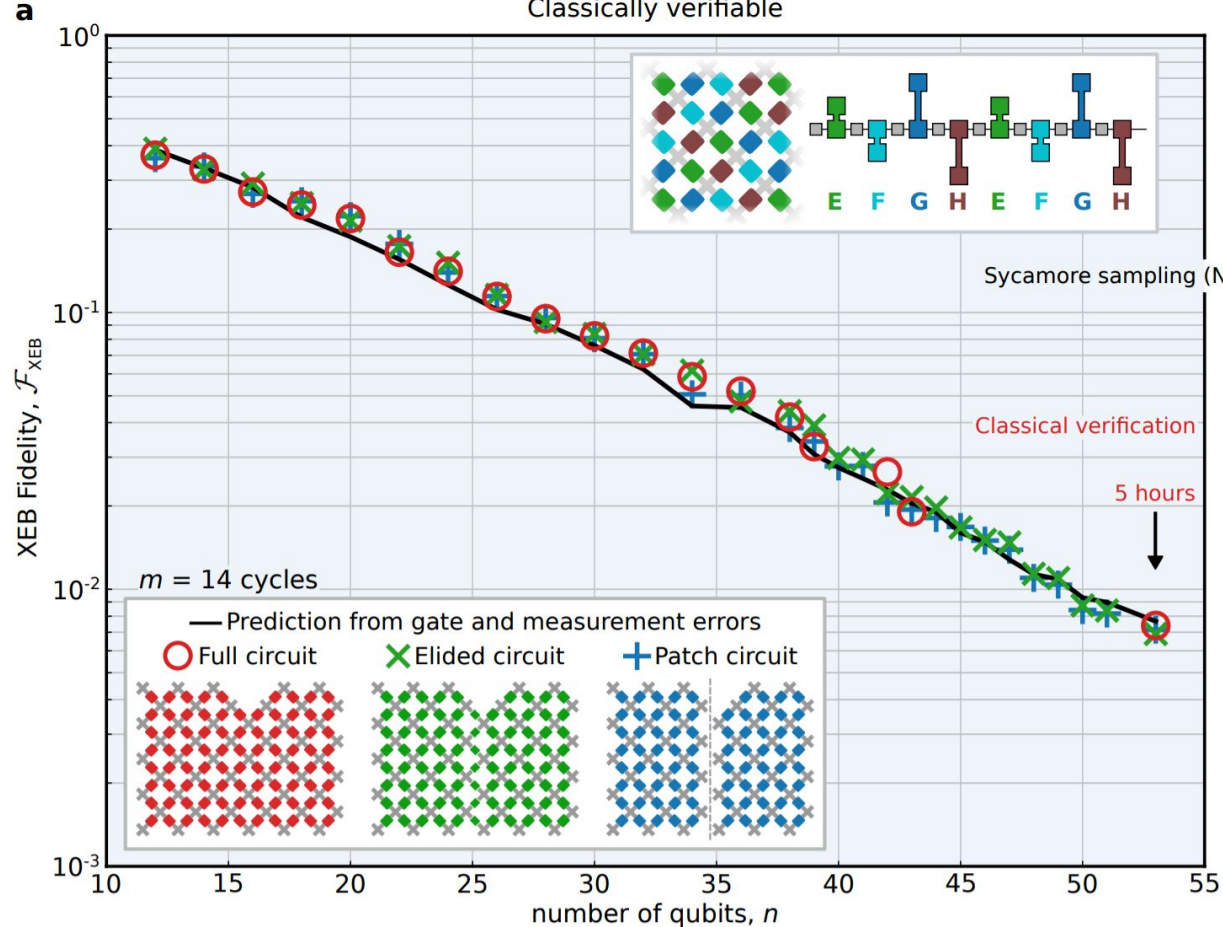 a
Classically verifiable
10^0
10^-1
10^-2
10^-3
XEB Fidelity, ℱ_XEB
E F G H E F G H
Sycamore sampling (N
Classical verification
5 hours
m = 14 cycles
Prediction from gate and measurement errors
Full circuit Elided circuit Patch circuit
10 15 20 25 30 35 40 45 50 55
number of qubits, n